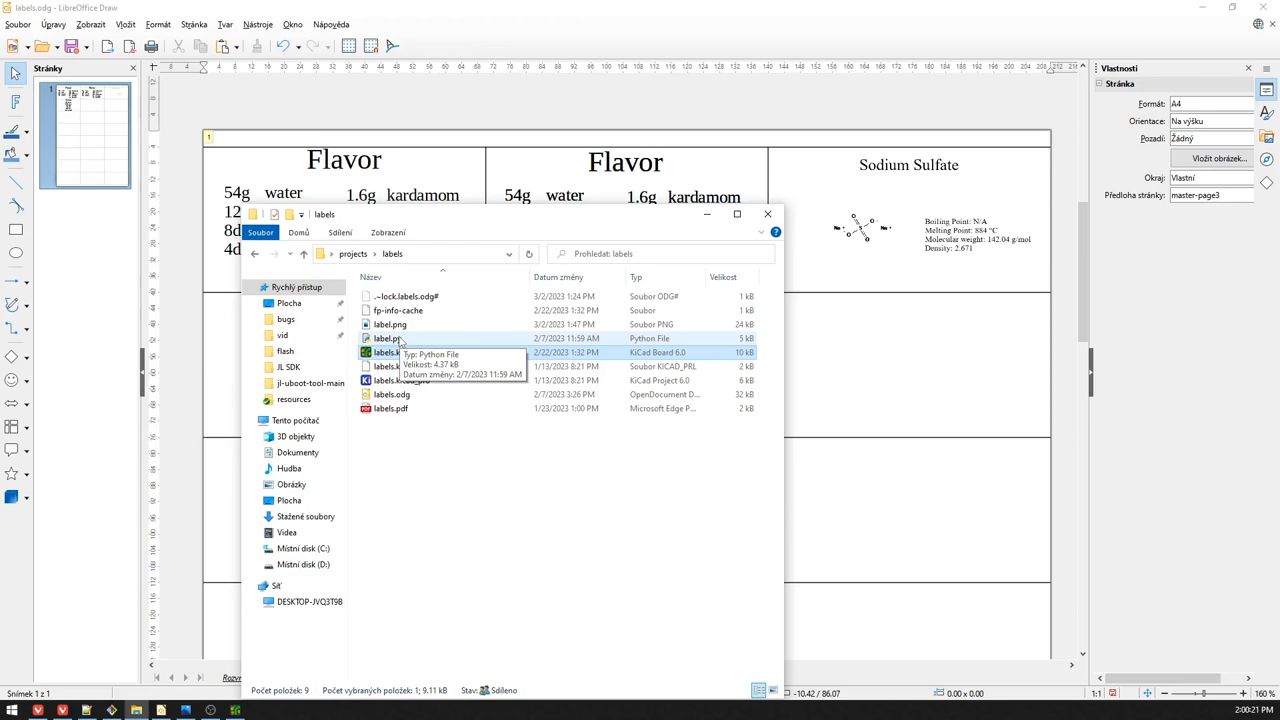 labels.odg — LibreOffice Draw
Soubor Úpravy Zobrazit Vložit Formát Stránka Tvar Nástroje Okno Nápověda
Stránky
1
Vlastnosti
Stránka
Formát: A4
Orientace: Na výšku
Pozadí: Žádný
Vložit obrázek...
Okraj: Vlastní
Předloha stránky: master-page3
1
Flavor
54g water 1.6g kardamom
12
8d
4d
Flavor
54g water 1.6g kardamom
Sodium Sulfate
Boiling Point: N/A
Melting Point: 884 °C
Molecular weight: 142.04 g/mol
Density: 2.671
labels
Soubor Domů Sdílení Zobrazení
projects labels
Prohledat: labels
Název Datum změny Typ Velikost
.~lock.labels.odg# 3/2/2023 1:24 PM Soubor ODG# 1 kB
fp-info-cache 2/22/2023 1:32 PM Soubor 1 kB
label.png 3/2/2023 1:47 PM Soubor PNG 24 kB
label.py 2/7/2023 11:59 AM Python File 5 kB
labels.k 2/22/2023 1:32 PM KiCad Board 6.0 10 kB
labels.k 1/13/2023 8:21 PM Soubor KICAD_PRL 2 kB
labels.kicad_pro 1/13/2023 8:21 PM KiCad Project 6.0 6 kB
labels.odg 2/7/2023 3:26 PM OpenDocument D... 32 kB
labels.pdf 1/23/2023 1:00 PM Microsoft Edge P... 2 kB
Typ: Python File
Velikost: 4.37 kB
Datum změny: 2/7/2023 11:59 AM
Rychlý přístup
Plocha
bugs
vid
flash
JL SDK
jl-uboot-tool-main
resources
Tento počítač
3D objekty
Dokumenty
Hudba
Obrázky
Plocha
Stažené soubory
Videa
Místní disk (C:)
Místní disk (D:)
Síť
DESKTOP-JVQ3T9B
Počet položek: 9 Počet vybraných položek: 1; 9.11 kB Stav: Sdíleno
Snímek 1 z 1
-10.42 / 86.07
0.00 x 0.00
1:1
160 %
2:00:21 PM